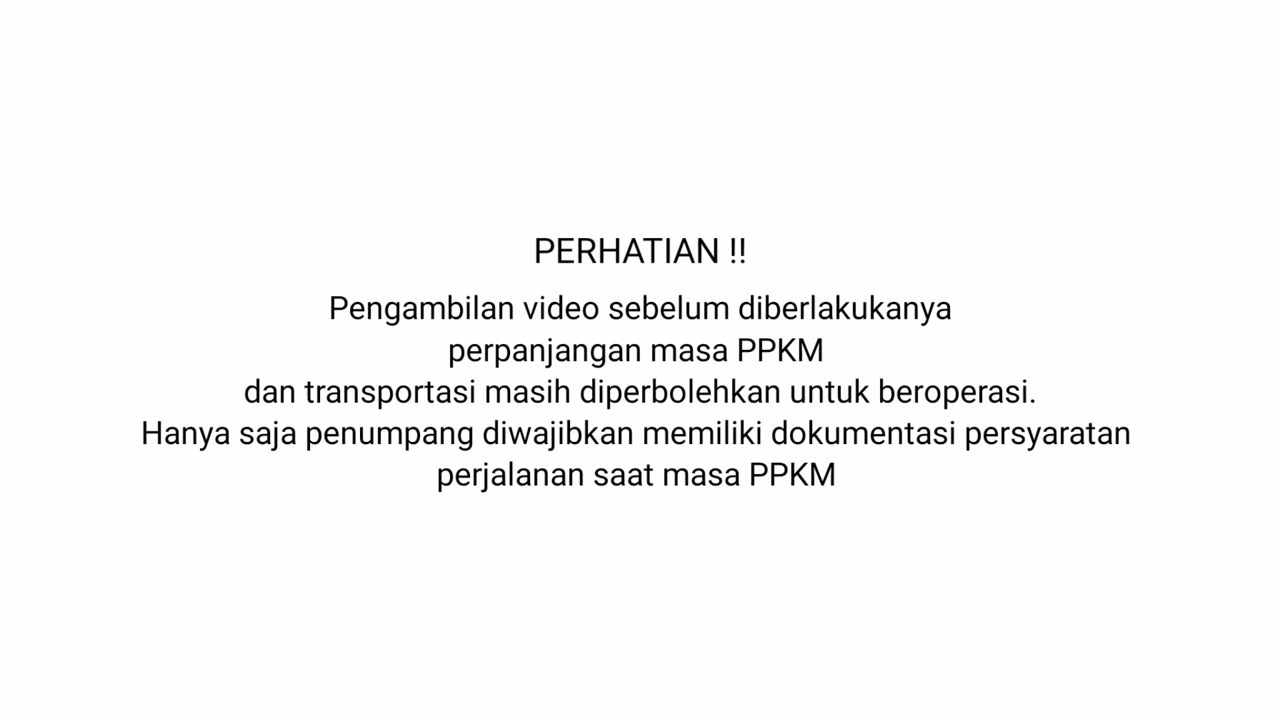 PERHATIAN !!
Pengambilan video sebelum diberlakukanya
perpanjangan masa PPKM
dan transportasi masih diperbolehkan untuk beroperasi.
Hanya saja penumpang diwajibkan memiliki dokumentasi persyaratan
perjalanan saat masa PPKM